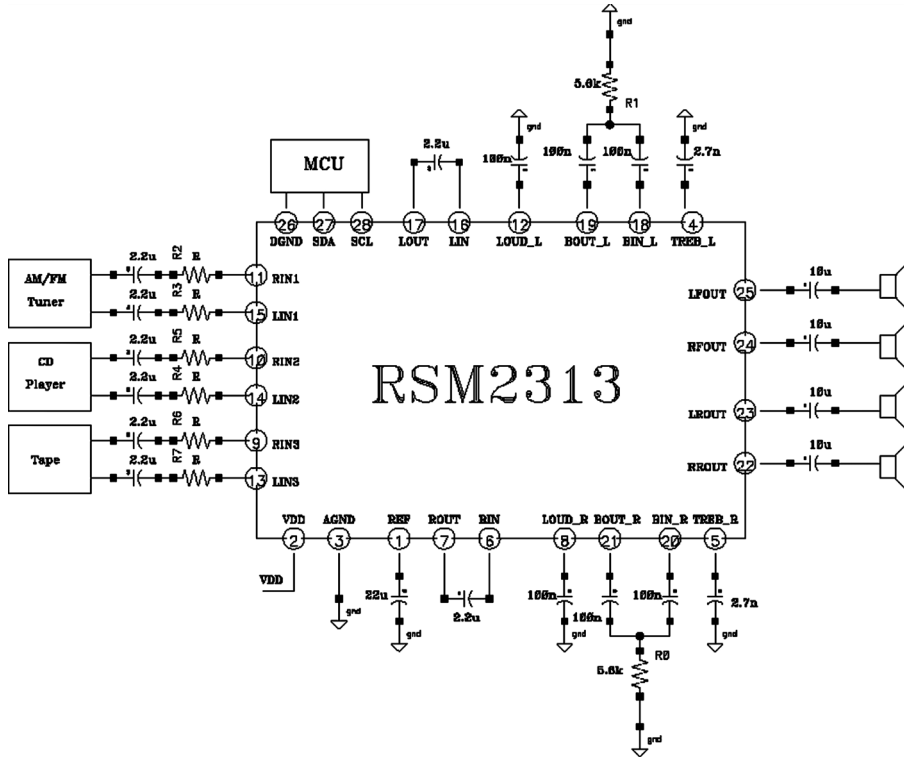 gnd
5.6k
R1
gnd
gnd
2.2u
100n
100n
100n
2.7n
MCU
26 27 28 17 16 12 19 18 4
DGND SDA SCL LOUT LIN LOUD_L BOUT_L BIN_L TREB_L
AM/FM
Tuner
2.2u R2 R 11 RIN1
2.2u R3 R 15 LIN1
CD
Player
2.2u R5 R 10 RIN2
2.2u R4 R 14 LIN2
Tape
2.2u R6 R 9 RIN3
2.2u R7 R 13 LIN3
RSM2313
LFOUT 25 10u
RFOUT 24 10u
LROUT 23 10u
RROUT 22 10u
VDD AGND REF ROUT RIN LOUD_R BOUT_R BIN_R TREB_R
2 3 1 7 6 8 21 20 5
VDD
22u
2.2u
100n
100n
100n
2.7n
gnd
gnd
gnd
gnd
R0
5.6k
gnd